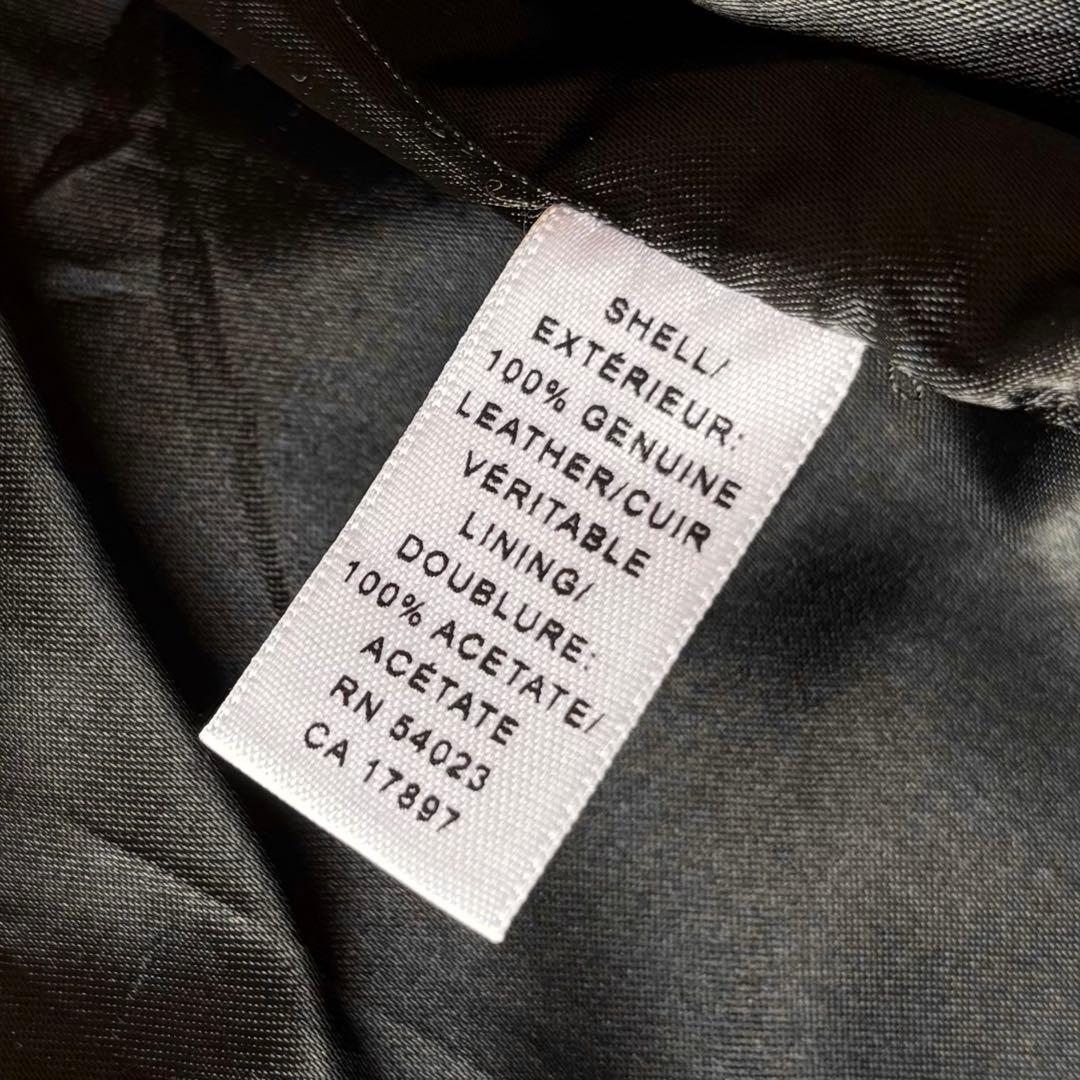 SHELL/
EXTÉRIEUR:
100% GENUINE
LEATHER/CUIR
VÉRITABLE
LINING/
DOUBLURE:
100% ACETATE/
ACÉTATE
RN 54023
CA 17897